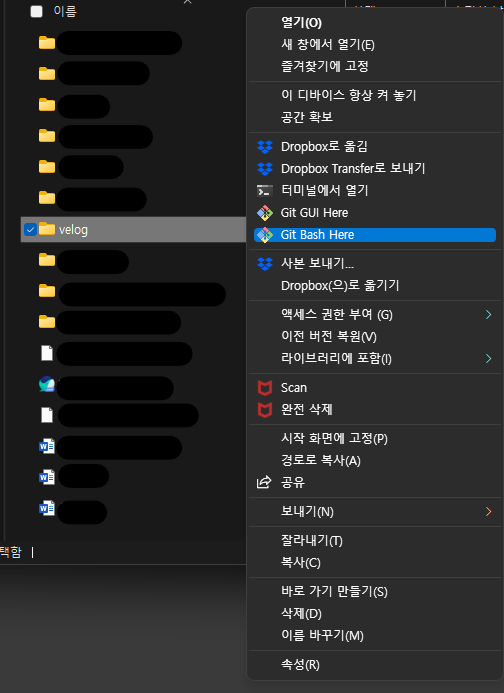 이름
velog
택함
열기(O)
새 창에서 열기(E)
즐겨찾기에 고정
이 디바이스 항상 켜 놓기
공간 확보
Dropbox로 옮김
Dropbox Transfer로 보내기
터미널에서 열기
Git GUI Here
Git Bash Here
사본 보내기...
Dropbox(으)로 옮기기
액세스 권한 부여 (G)
이전 버전 복원(V)
라이브러리에 포함(I)
Scan
완전 삭제
시작 화면에 고정(P)
경로로 복사(A)
공유
보내기(N)
잘라내기(T)
복사(C)
바로 가기 만들기(S)
삭제(D)
이름 바꾸기(M)
속성(R)